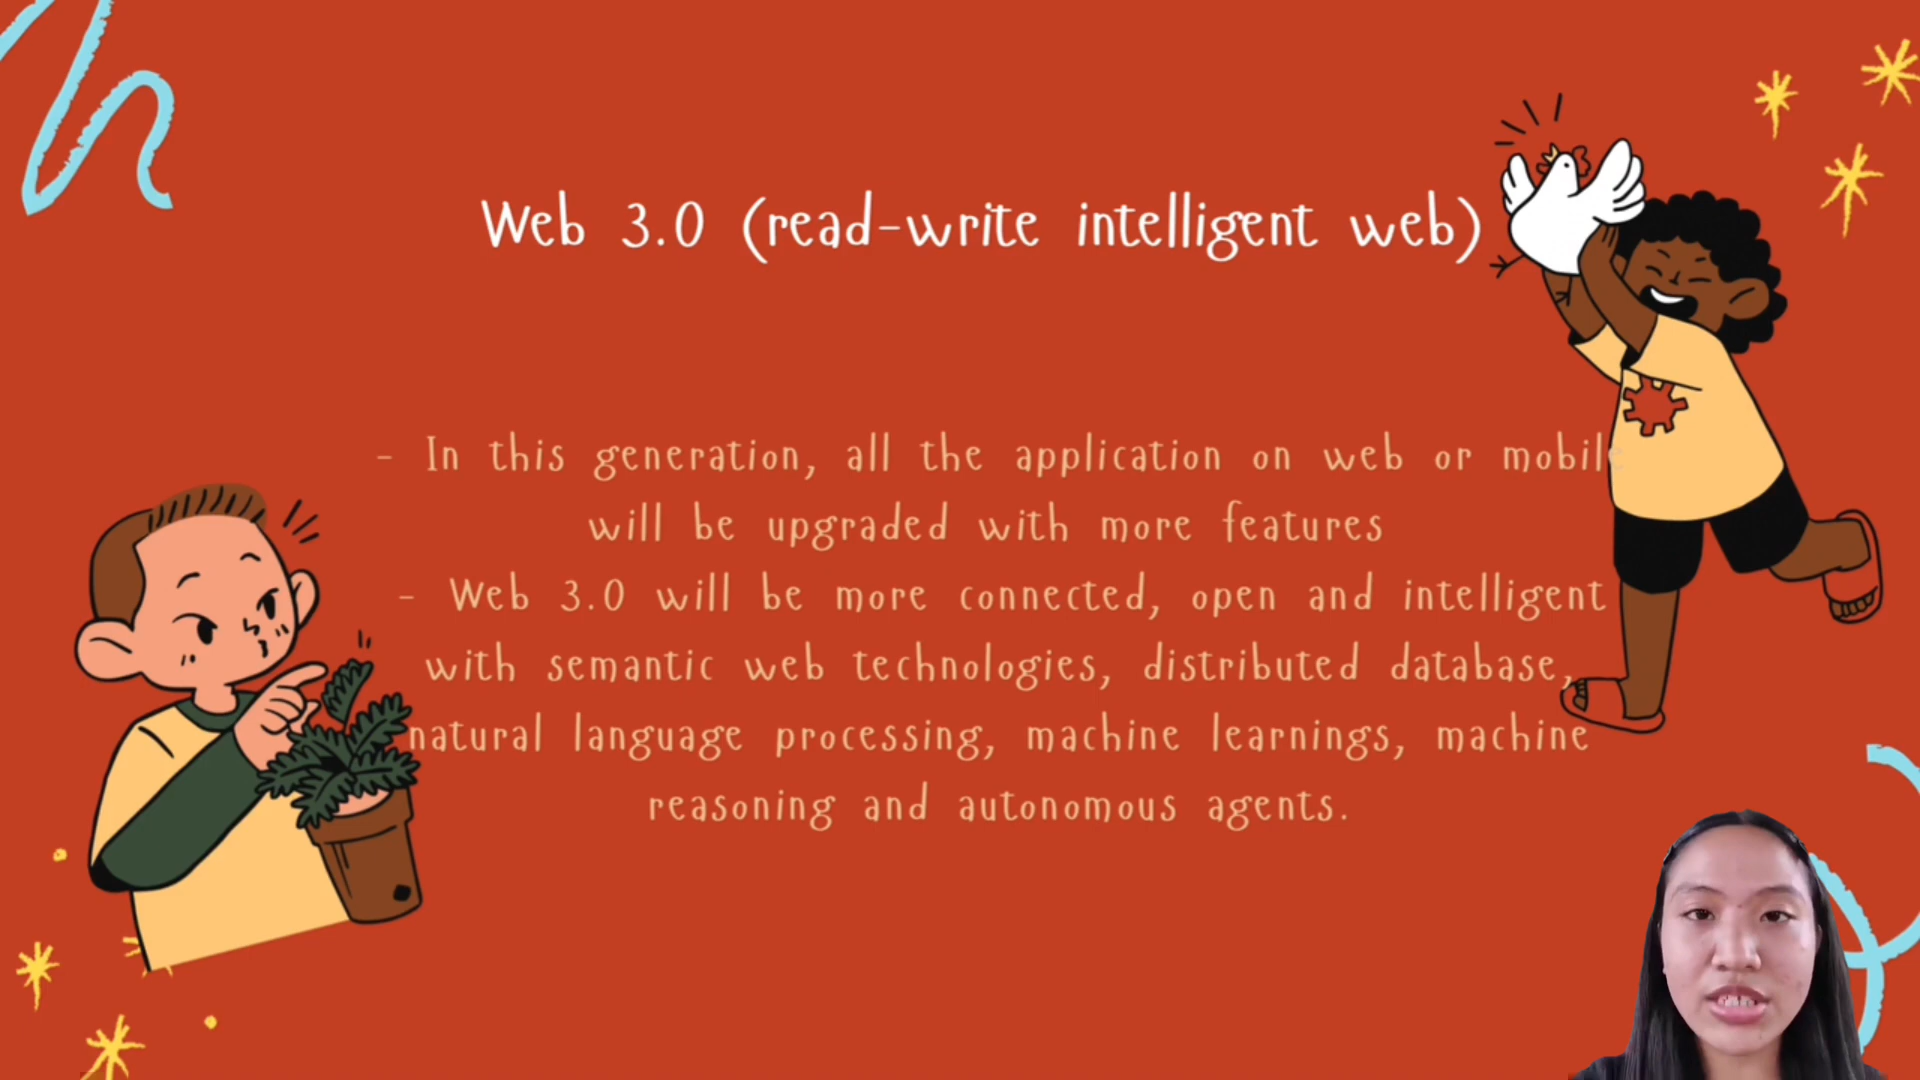 Web 3.0 (read-write intelligent web)
- In this generation, all the application on web or mobile
will be upgraded with more features
- Web 3.0 will be more connected, open and intelligent
with semantic web technologies, distributed database,
natural language processing, machine learnings, machine
reasoning and autonomous agents.